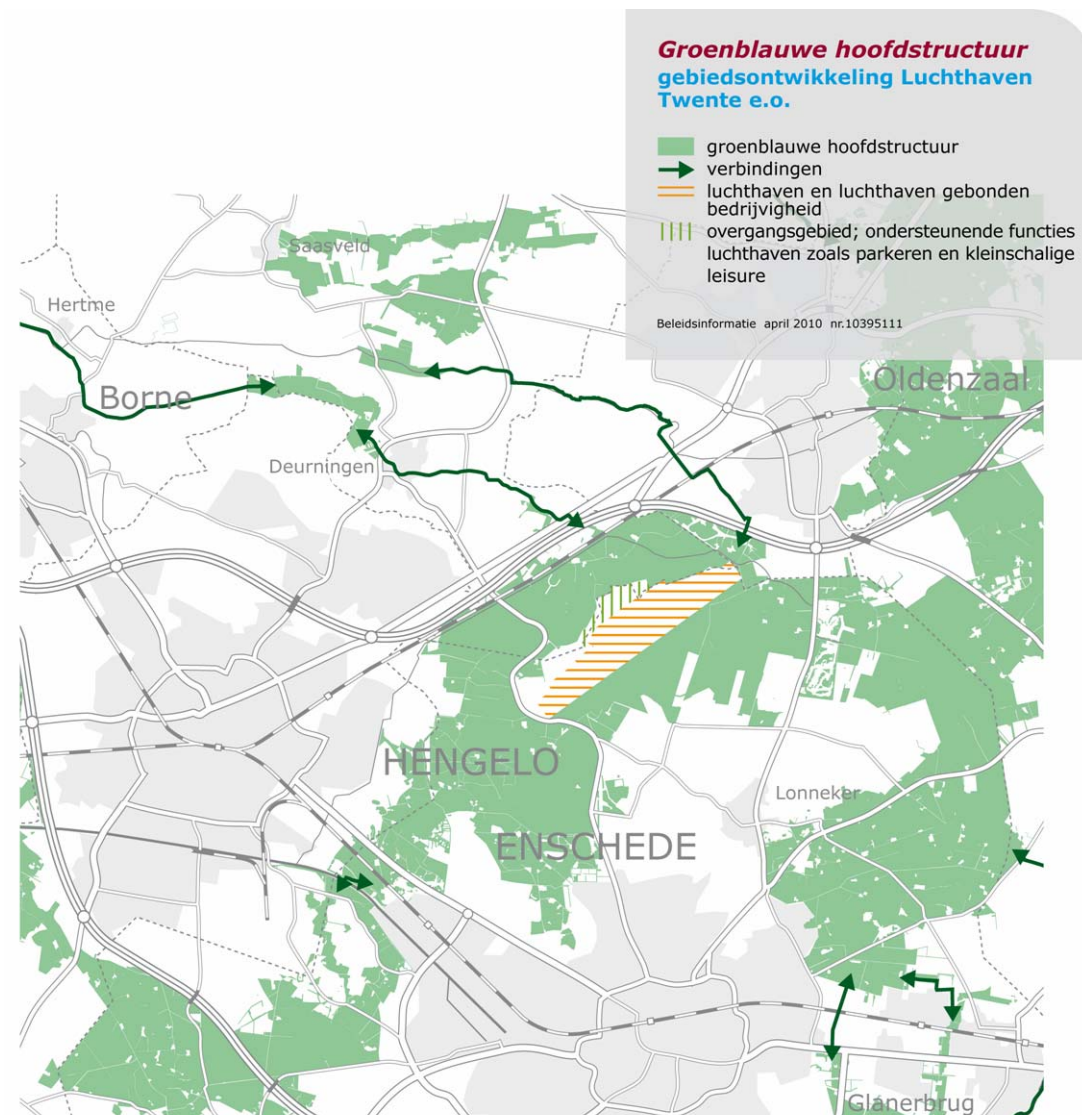 Groenblauwe hoofdstructuur
gebiedsontwikkeling Luchthaven
Twente e.o.
groenblauwe hoofdstructuur
verbindingen
luchthaven en luchthaven gebonden
bedrijvigheid
overgangsgebied; ondersteunende functies
luchthaven zoals parkeren en kleinschalige
leisure
Beleidsinformatie april 2010 nr.10395111
Saasveld
Hertme
Oldenzaal
Borne
Deurningen
HENGELO
Lonneker
ENSCHEDE
Glanerbrug